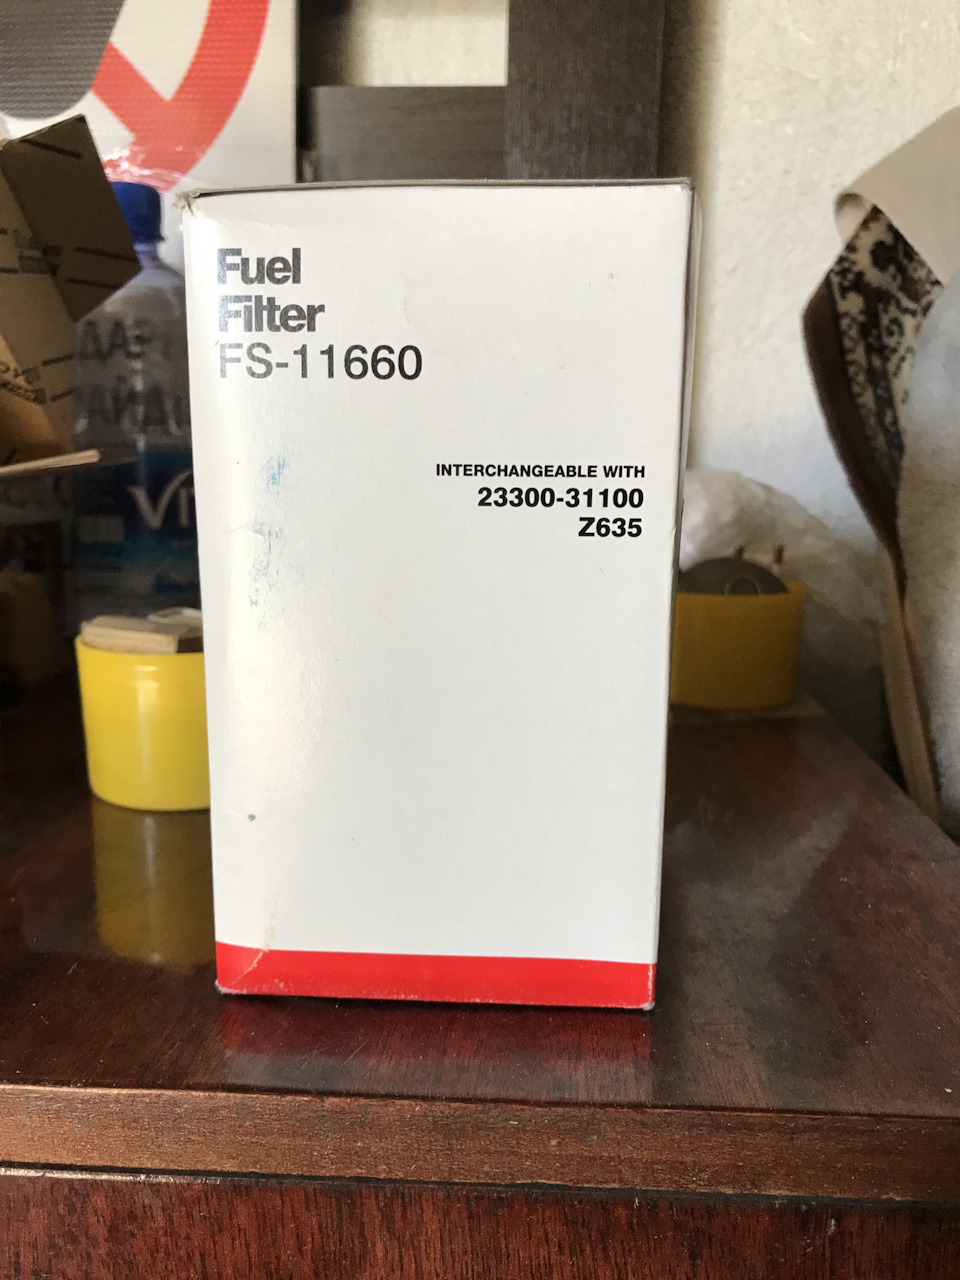 Fuel
Filter
FS-11660
INTERCHANGEABLE WITH
23300-31100
Z635